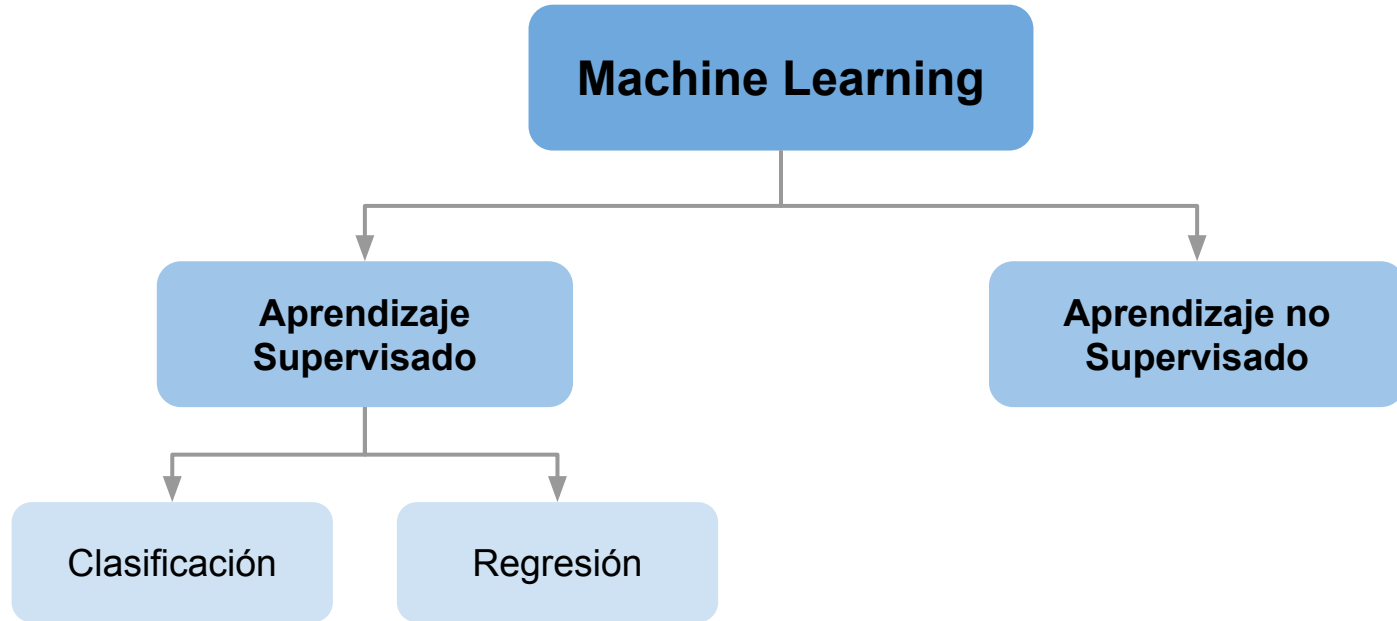 Machine Learning
Aprendizaje
Supervisado
Aprendizaje no
Supervisado
Clasificación
Regresión